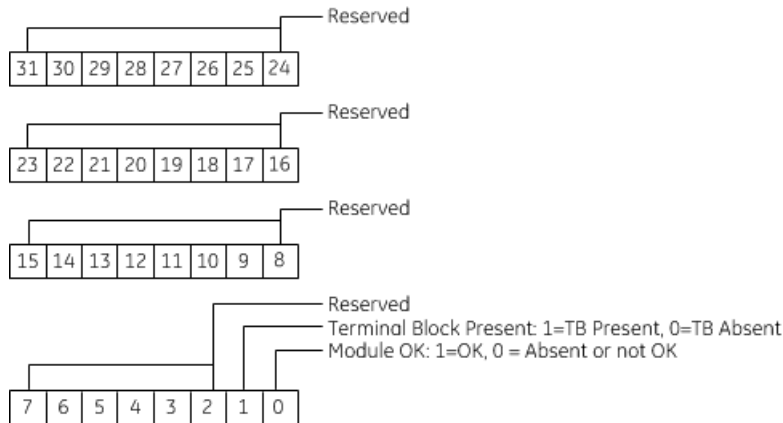 Reserved
31 30 29 28 27 26 25 24
Reserved
23 22 21 20 19 18 17 16
Reserved
15 14 13 12 11 10 9 8
Reserved
Terminal Block Present: 1=TB Present, 0=TB Absent
Module OK: 1=OK, 0 = Absent or not OK
7 6 5 4 3 2 1 0